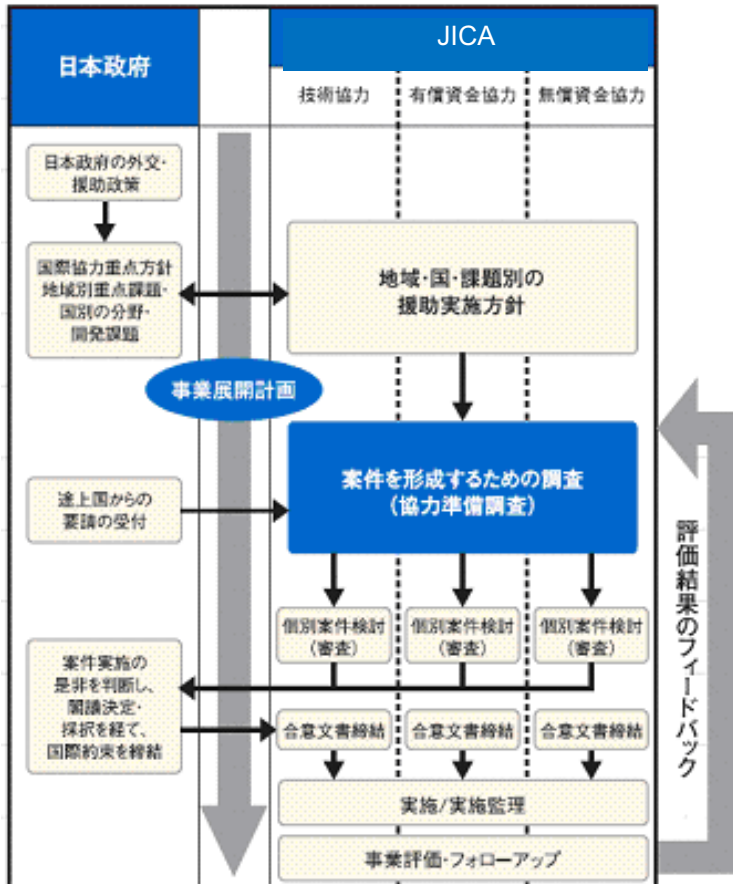 日本政府
JICA
技術協力
有償資金協力
無償資金協力
日本政府の外交・
援助政策
国際協力重点方針
地域別重点課題・
国別の分野・
開発課題
地域・国・課題別の
援助実施方針
事業展開計画
途上国からの
要請の受付
案件を形成するための調査
(協力準備調査)
個別案件検討
(審査)
個別案件検討
(審査)
個別案件検討
(審査)
案件実施の
是非を判断し、
閣議決定・
採択を経て、
国際約束を締結
合意文書締結
合意文書締結
合意文書締結
実施/実施監理
事業評価・フォローアップ
評価結果のフィードバック